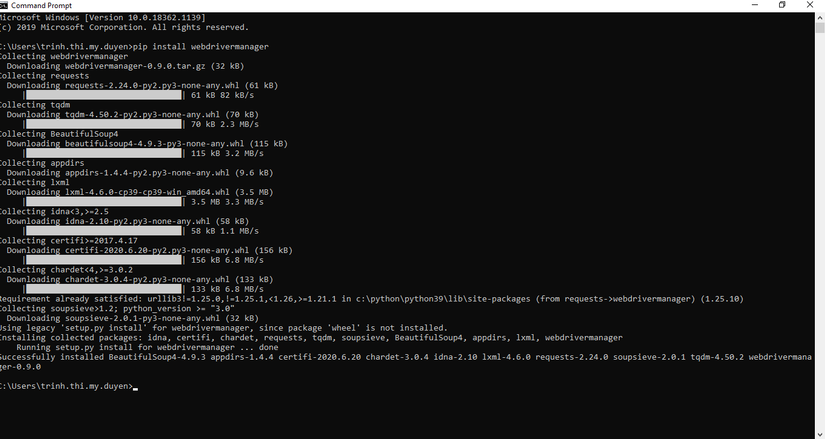 Command Prompt
Microsoft Windows [Version 10.0.18362.1139]
(c) 2019 Microsoft Corporation. All rights reserved.
C:\Users\trinh.thi.my.duyen>pip install webdrivermanager
Collecting webdrivermanager
Downloading webdrivermanager-0.9.0.tar.gz (32 kB)
Collecting requests
Downloading requests-2.24.0-py2.py3-none-any.whl (61 kB)
| | 61 kB 82 kB/s
Collecting tqdm
Downloading tqdm-4.50.2-py2.py3-none-any.whl (70 kB)
| | 70 kB 2.3 MB/s
Collecting BeautifulSoup4
Downloading beautifulsoup4-4.9.3-py3-none-any.whl (115 kB)
| | 115 kB 3.2 MB/s
Collecting appdirs
Downloading appdirs-1.4.4-py2.py3-none-any.whl (9.6 kB)
Collecting lxml
Downloading lxml-4.6.0-cp39-cp39-win_amd64.whl (3.5 MB)
| | 3.5 MB 3.3 MB/s
Collecting idna<3,>=2.5
Downloading idna-2.10-py2.py3-none-any.whl (58 kB)
| | 58 kB 1.1 MB/s
Collecting certifi>=2017.4.17
Downloading certifi-2020.6.20-py2.py3-none-any.whl (156 kB)
| | 156 kB 6.8 MB/s
Collecting chardet<4,>=3.0.2
Downloading chardet-3.0.4-py2.py3-none-any.whl (133 kB)
| | 133 kB 6.8 MB/s
Requirement already satisfied: urllib3!=1.25.0,!=1.25.1,<1.26,>=1.21.1 in c:\python\python39\lib\site-packages (from requests->webdrivermanager) (1.25.10)
Collecting soupsieve>1.2; python_version >= "3.0"
Downloading soupsieve-2.0.1-py3-none-any.whl (32 kB)
Using legacy 'setup.py install' for webdrivermanager, since package 'wheel' is not installed.
Installing collected packages: idna, certifi, chardet, requests, tqdm, soupsieve, BeautifulSoup4, appdirs, lxml, webdrivermanager
Running setup.py install for webdrivermanager ... done
Successfully installed BeautifulSoup4-4.9.3 appdirs-1.4.4 certifi-2020.6.20 chardet-3.0.4 idna-2.10 lxml-4.6.0 requests-2.24.0 soupsieve-2.0.1 tqdm-4.50.2 webdrivermana
ger-0.9.0
C:\Users\trinh.thi.my.duyen>